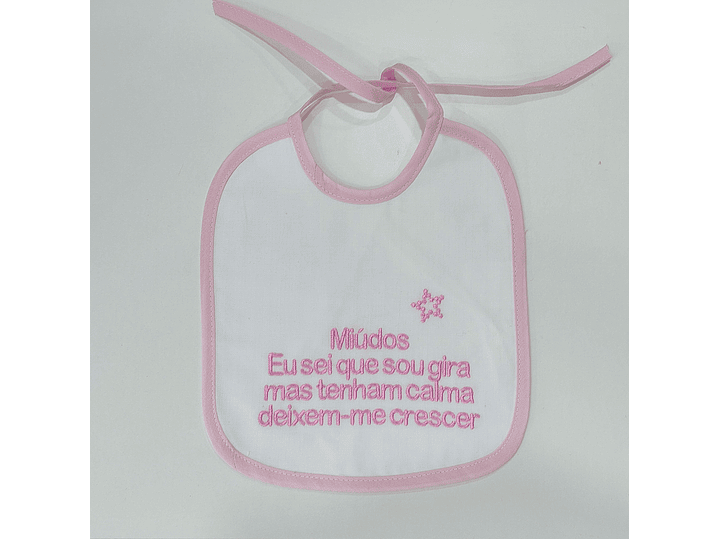 Miúdos
Eu sei que sou gira
mas tenham calma
deixem-me crescer